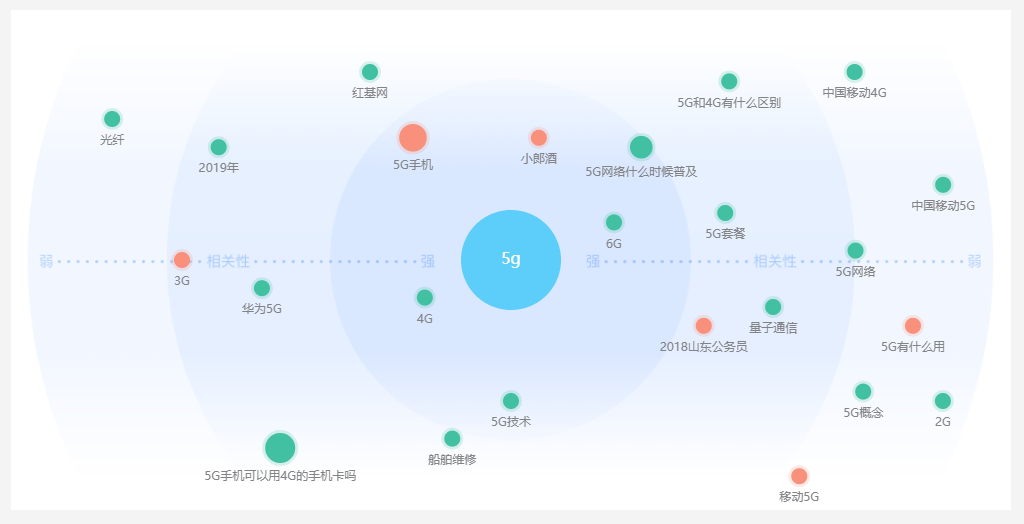 红基网
5G和4G有什么区别
中国移动4G
光纤
2019年
5G手机
小郎酒
5G网络什么时候普及
中国移动5G
6G
5G套餐
弱 相关性 强 5g 强 相关性 弱
3G
5G网络
华为5G
4G
量子通信
2018山东公务员
5G有什么用
5G技术
5G概念
2G
船舶维修
5G手机可以用4G的手机卡吗
移动5G